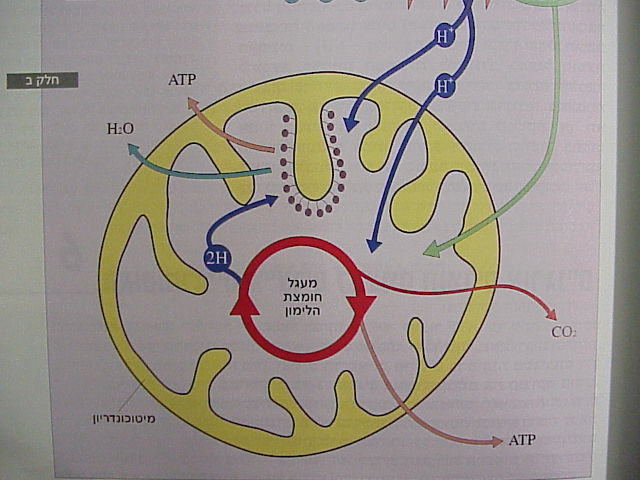 H⁺
חלק ב
ATP
H⁺
H₂O
2H
מעגל
חומצת
הלימון
CO₂
מיטוכונדריון
ATP